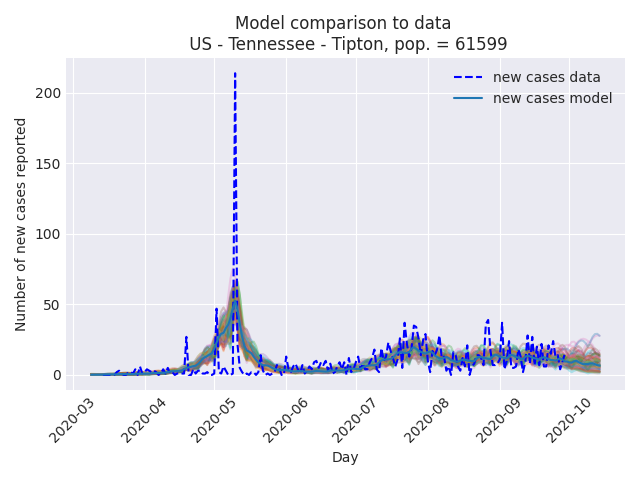 Model comparison to data
US - Tennessee - Tipton, pop. = 61599
new cases data
new cases model
Number of new cases reported
200
150
100
50
0
2020-03
2020-04
2020-05
2020-06
2020-07
2020-08
2020-09
2020-10
Day